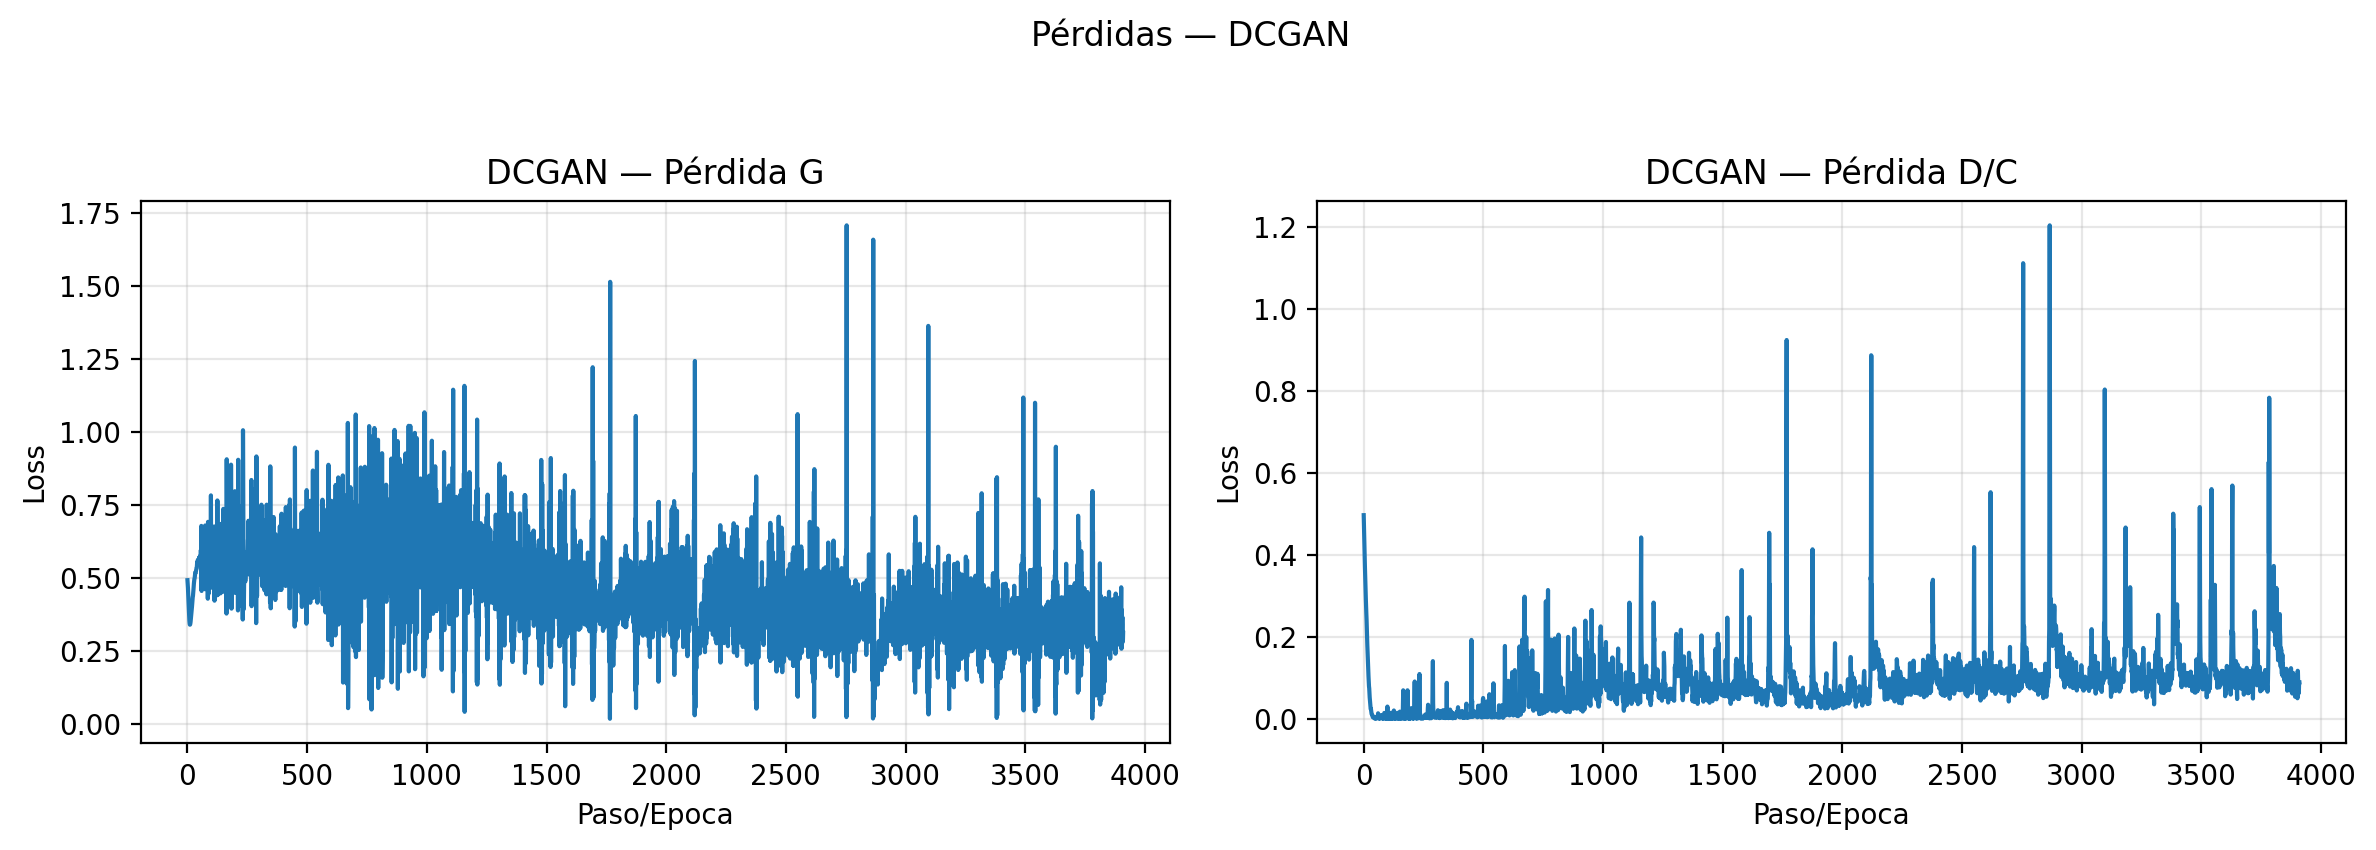 Pérdidas — DCGAN
DCGAN — Pérdida G
1.75
1.50
1.25
1.00
0.75
0.50
0.25
0.00
Loss
0 500 1000 1500 2000 2500 3000 3500 4000
Paso/Epoca
DCGAN — Pérdida D/C
1.2
1.0
0.8
0.6
0.4
0.2
0.0
Loss
0 500 1000 1500 2000 2500 3000 3500 4000
Paso/Epoca